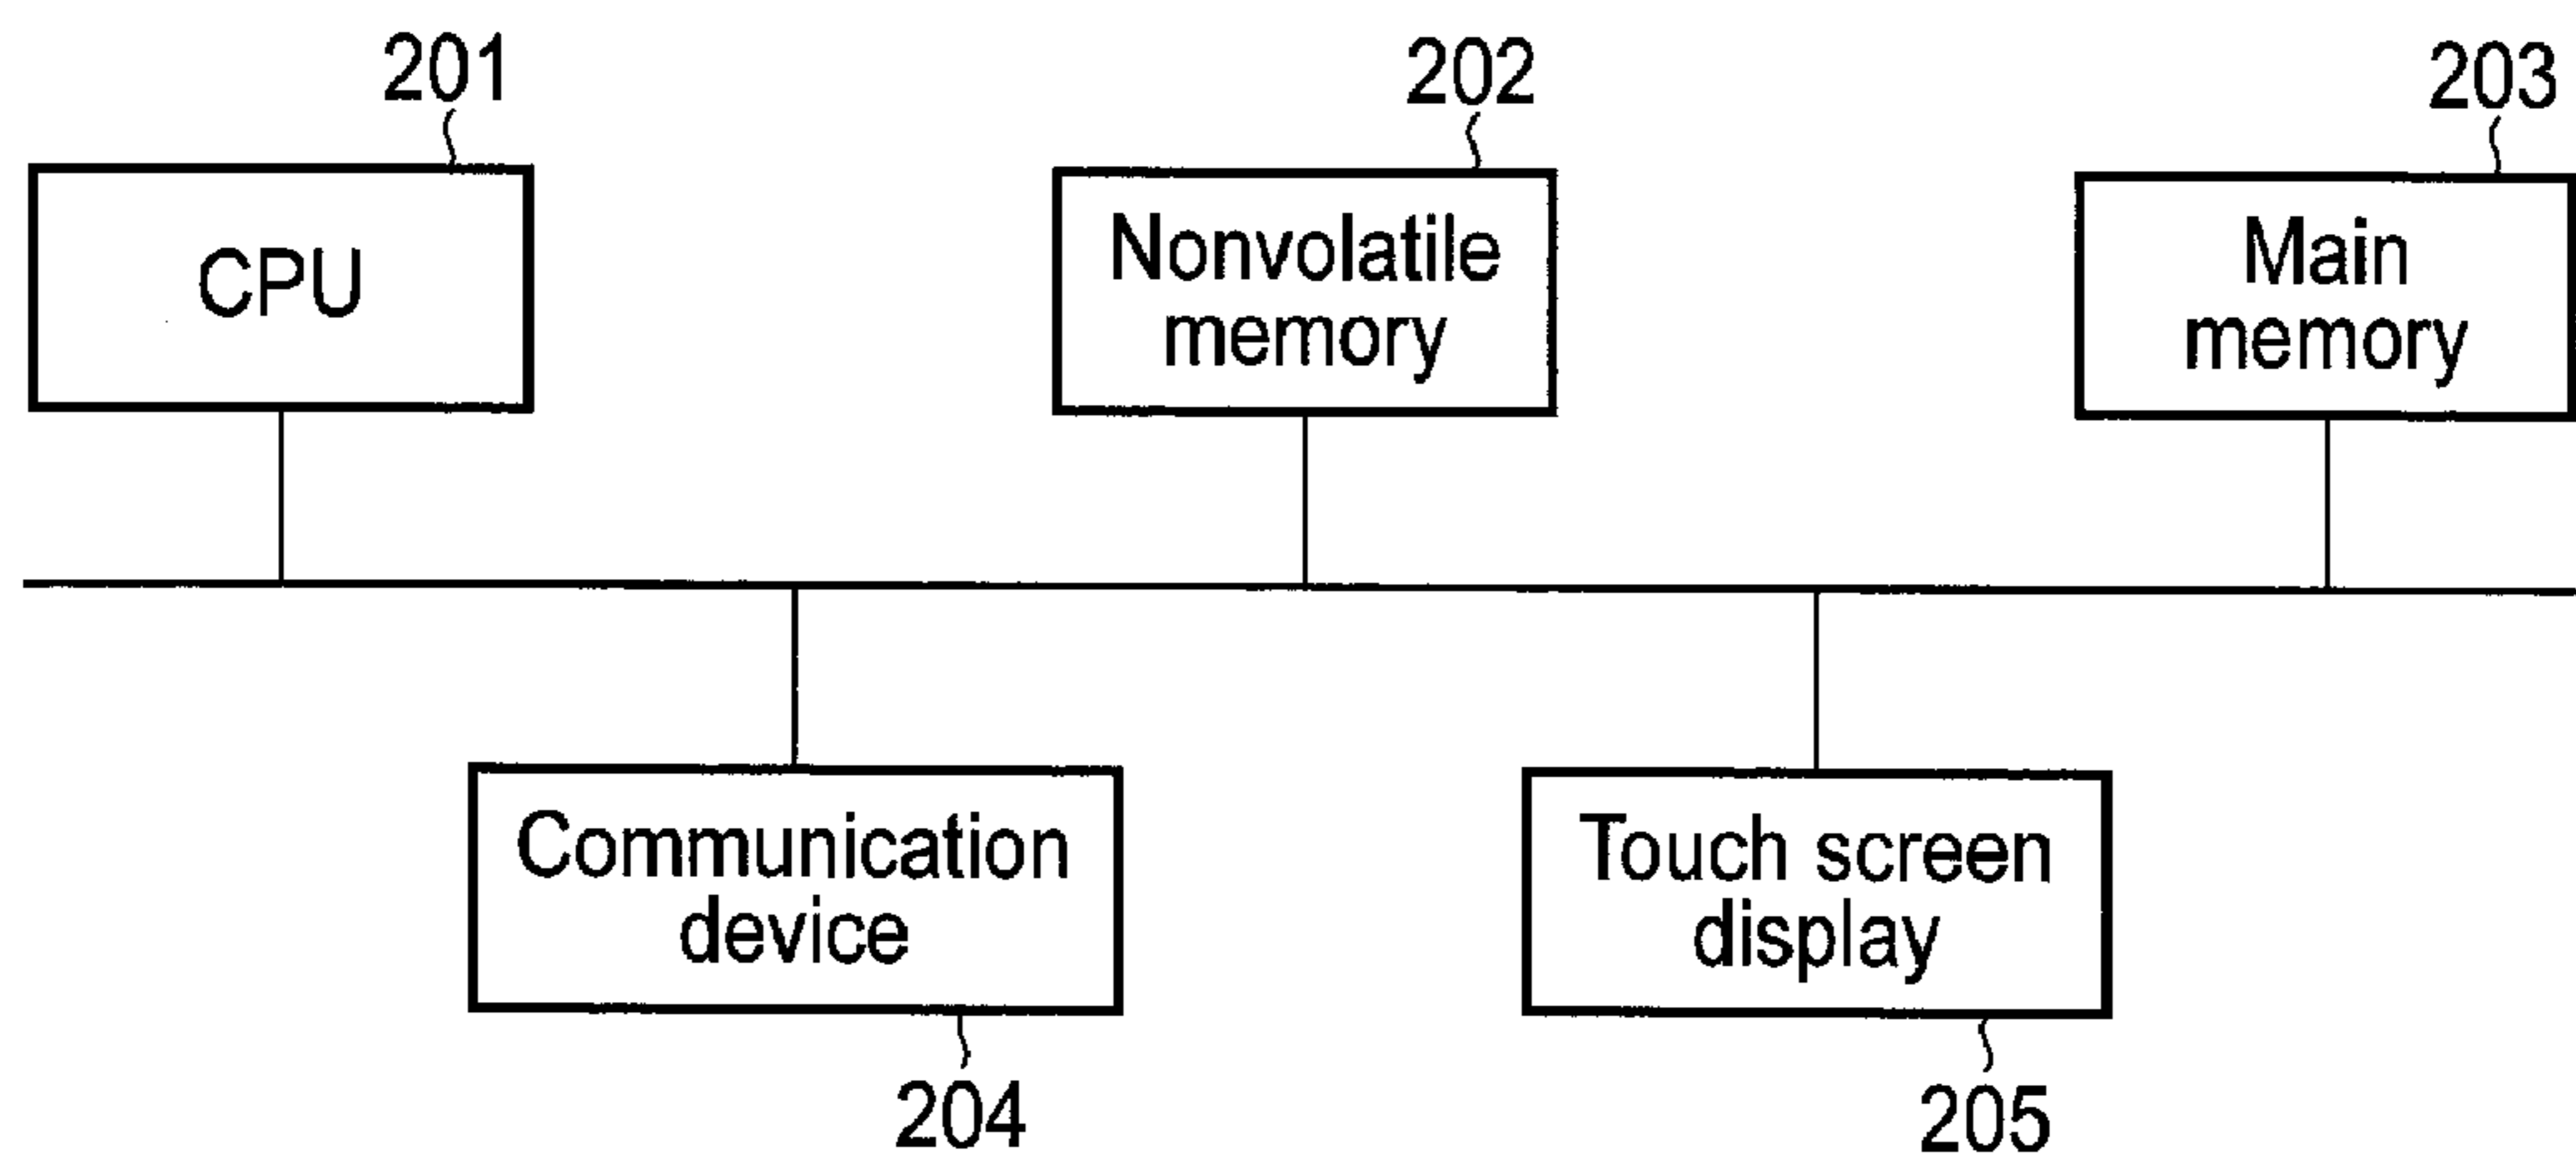 201
202
203
CPU
Nonvolatile
memory
Main
memory
Communication
device
Touch screen
display
204
205